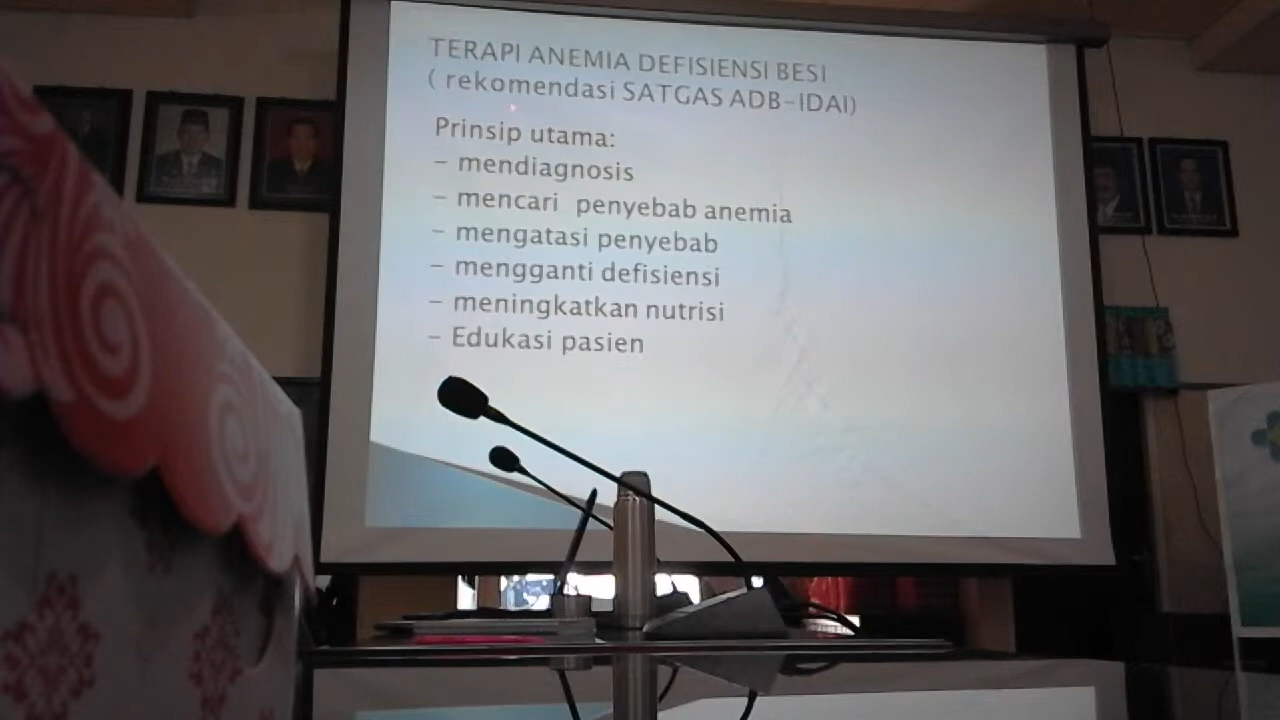 TERAPI ANEMIA DEFISIENSI BESI
( rekomendasi SATGAS ADB-IDAI)
Prinsip utama:
- mendiagnosis
- mencari penyebab anemia
- mengatasi penyebab
- mengganti defisiensi
- meningkatkan nutrisi
- Edukasi pasien